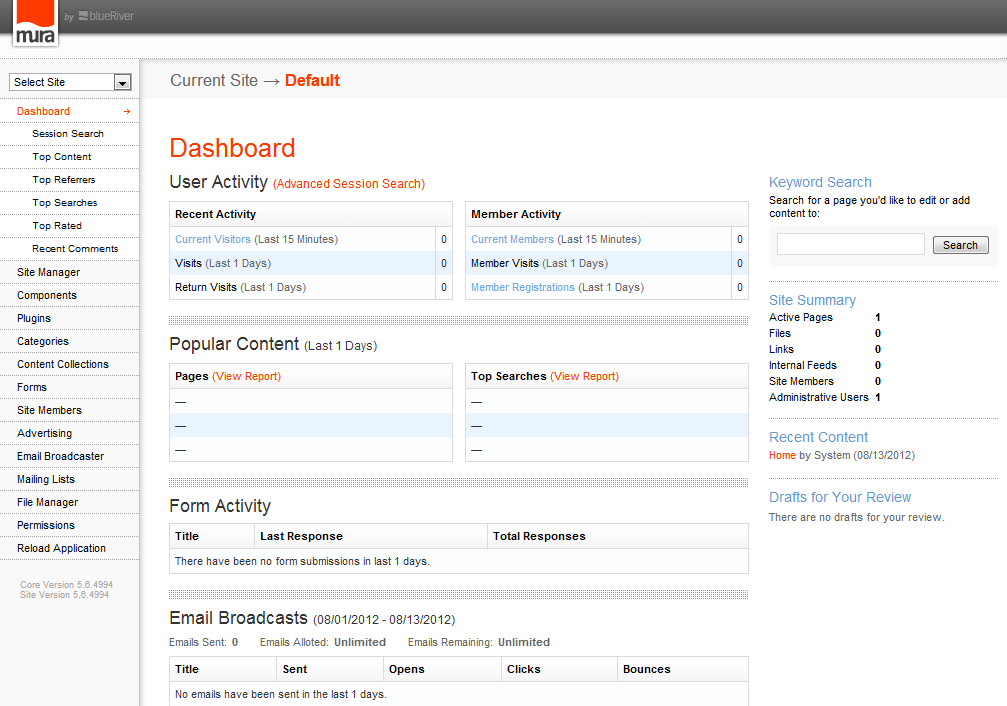 mura
by blueRiver
Select Site
Current Site → Default
Dashboard →
Session Search
Top Content
Top Referrers
Top Searches
Top Rated
Recent Comments
Site Manager
Components
Plugins
Categories
Content Collections
Forms
Site Members
Advertising
Email Broadcaster
Mailing Lists
File Manager
Permissions
Reload Application
Core Version 5.6.4994
Site Version 5.6.4994
Dashboard
User Activity (Advanced Session Search)
Recent Activity
Current Visitors (Last 15 Minutes) 0
Visits (Last 1 Days) 0
Return Visits (Last 1 Days) 0
Member Activity
Current Members (Last 15 Minutes) 0
Member Visits (Last 1 Days) 0
Member Registrations (Last 1 Days) 0
Popular Content (Last 1 Days)
Pages (View Report)
—
—
—
Top Searches (View Report)
—
—
—
Form Activity
Title Last Response Total Responses
There have been no form submissions in last 1 days.
Email Broadcasts (08/01/2012 - 08/13/2012)
Emails Sent: 0 Emails Alloted: Unlimited Emails Remaining: Unlimited
Title Sent Opens Clicks Bounces
No emails have been sent in the last 1 days.
Keyword Search
Search for a page you'd like to edit or add
content to:
Search
Site Summary
Active Pages 1
Files 0
Links 0
Internal Feeds 0
Site Members 0
Administrative Users 1
Recent Content
Home by System (08/13/2012)
Drafts for Your Review
There are no drafts for your review.